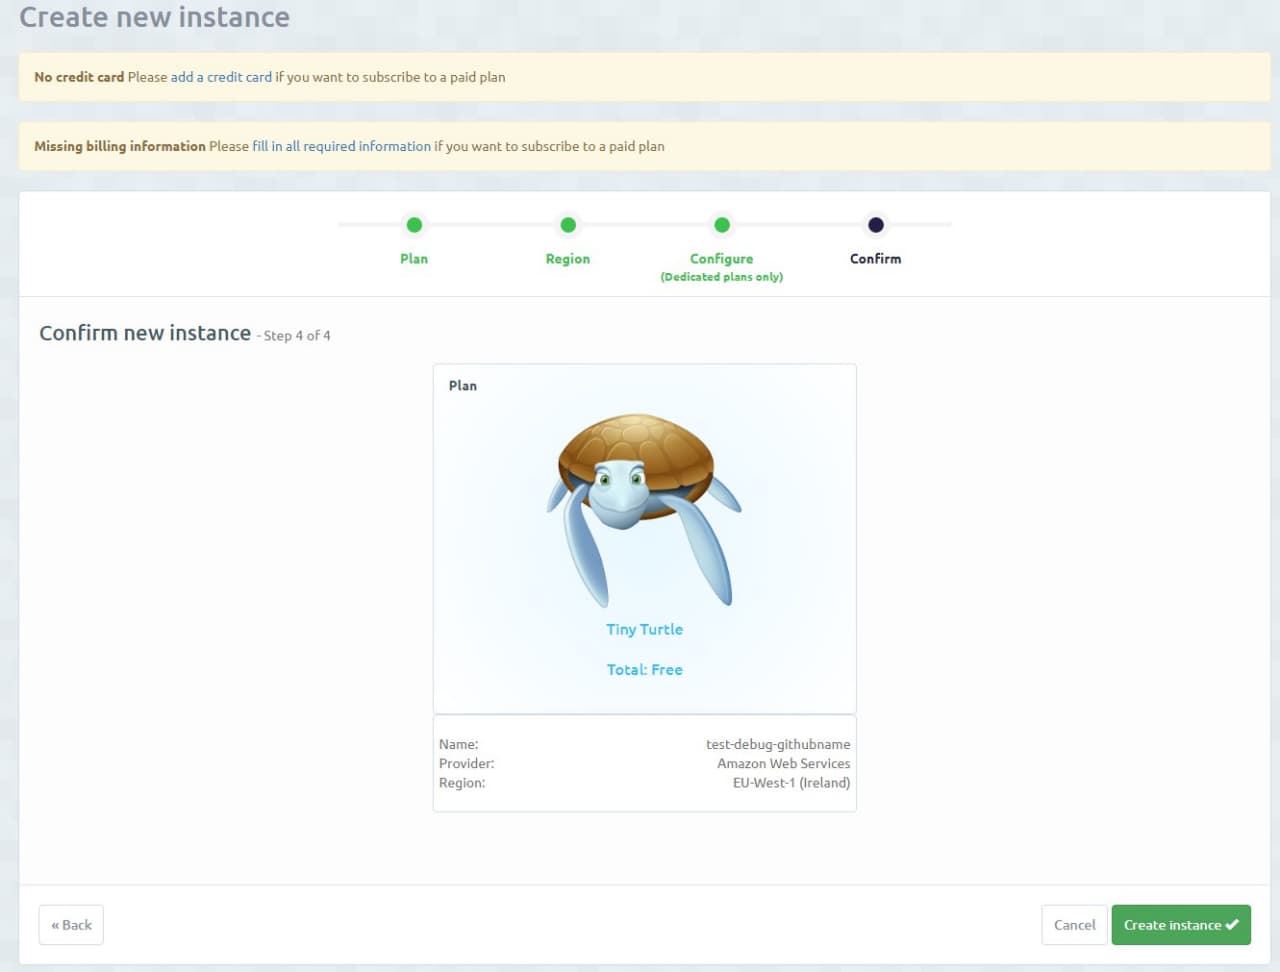 Create new instance
No credit card Please add a credit card if you want to subscribe to a paid plan
Missing billing information Please fill in all required information if you want to subscribe to a paid plan
Plan Region Configure Confirm
(Dedicated plans only)
Confirm new instance - Step 4 of 4
Plan
Tiny Turtle
Total: Free
Name: test-debug-githubname
Provider: Amazon Web Services
Region: EU-West-1 (Ireland)
« Back Cancel Create instance ✔